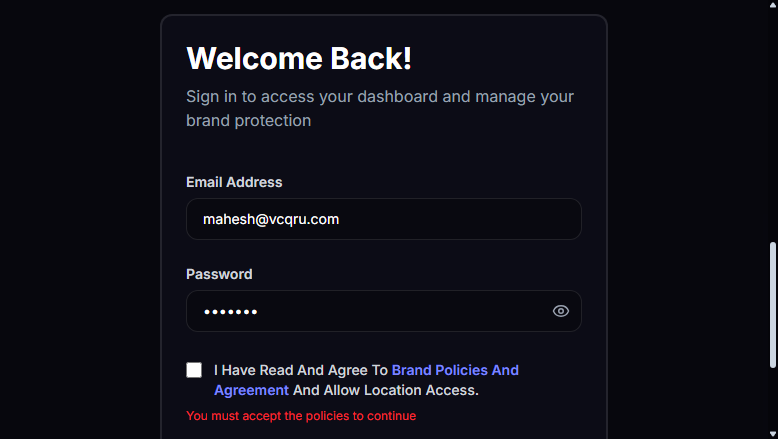 Welcome Back!
Sign in to access your dashboard and manage your
brand protection
Email Address
mahesh@vcqru.com
Password
•••••••
I Have Read And Agree To Brand Policies And
Agreement And Allow Location Access.
You must accept the policies to continue